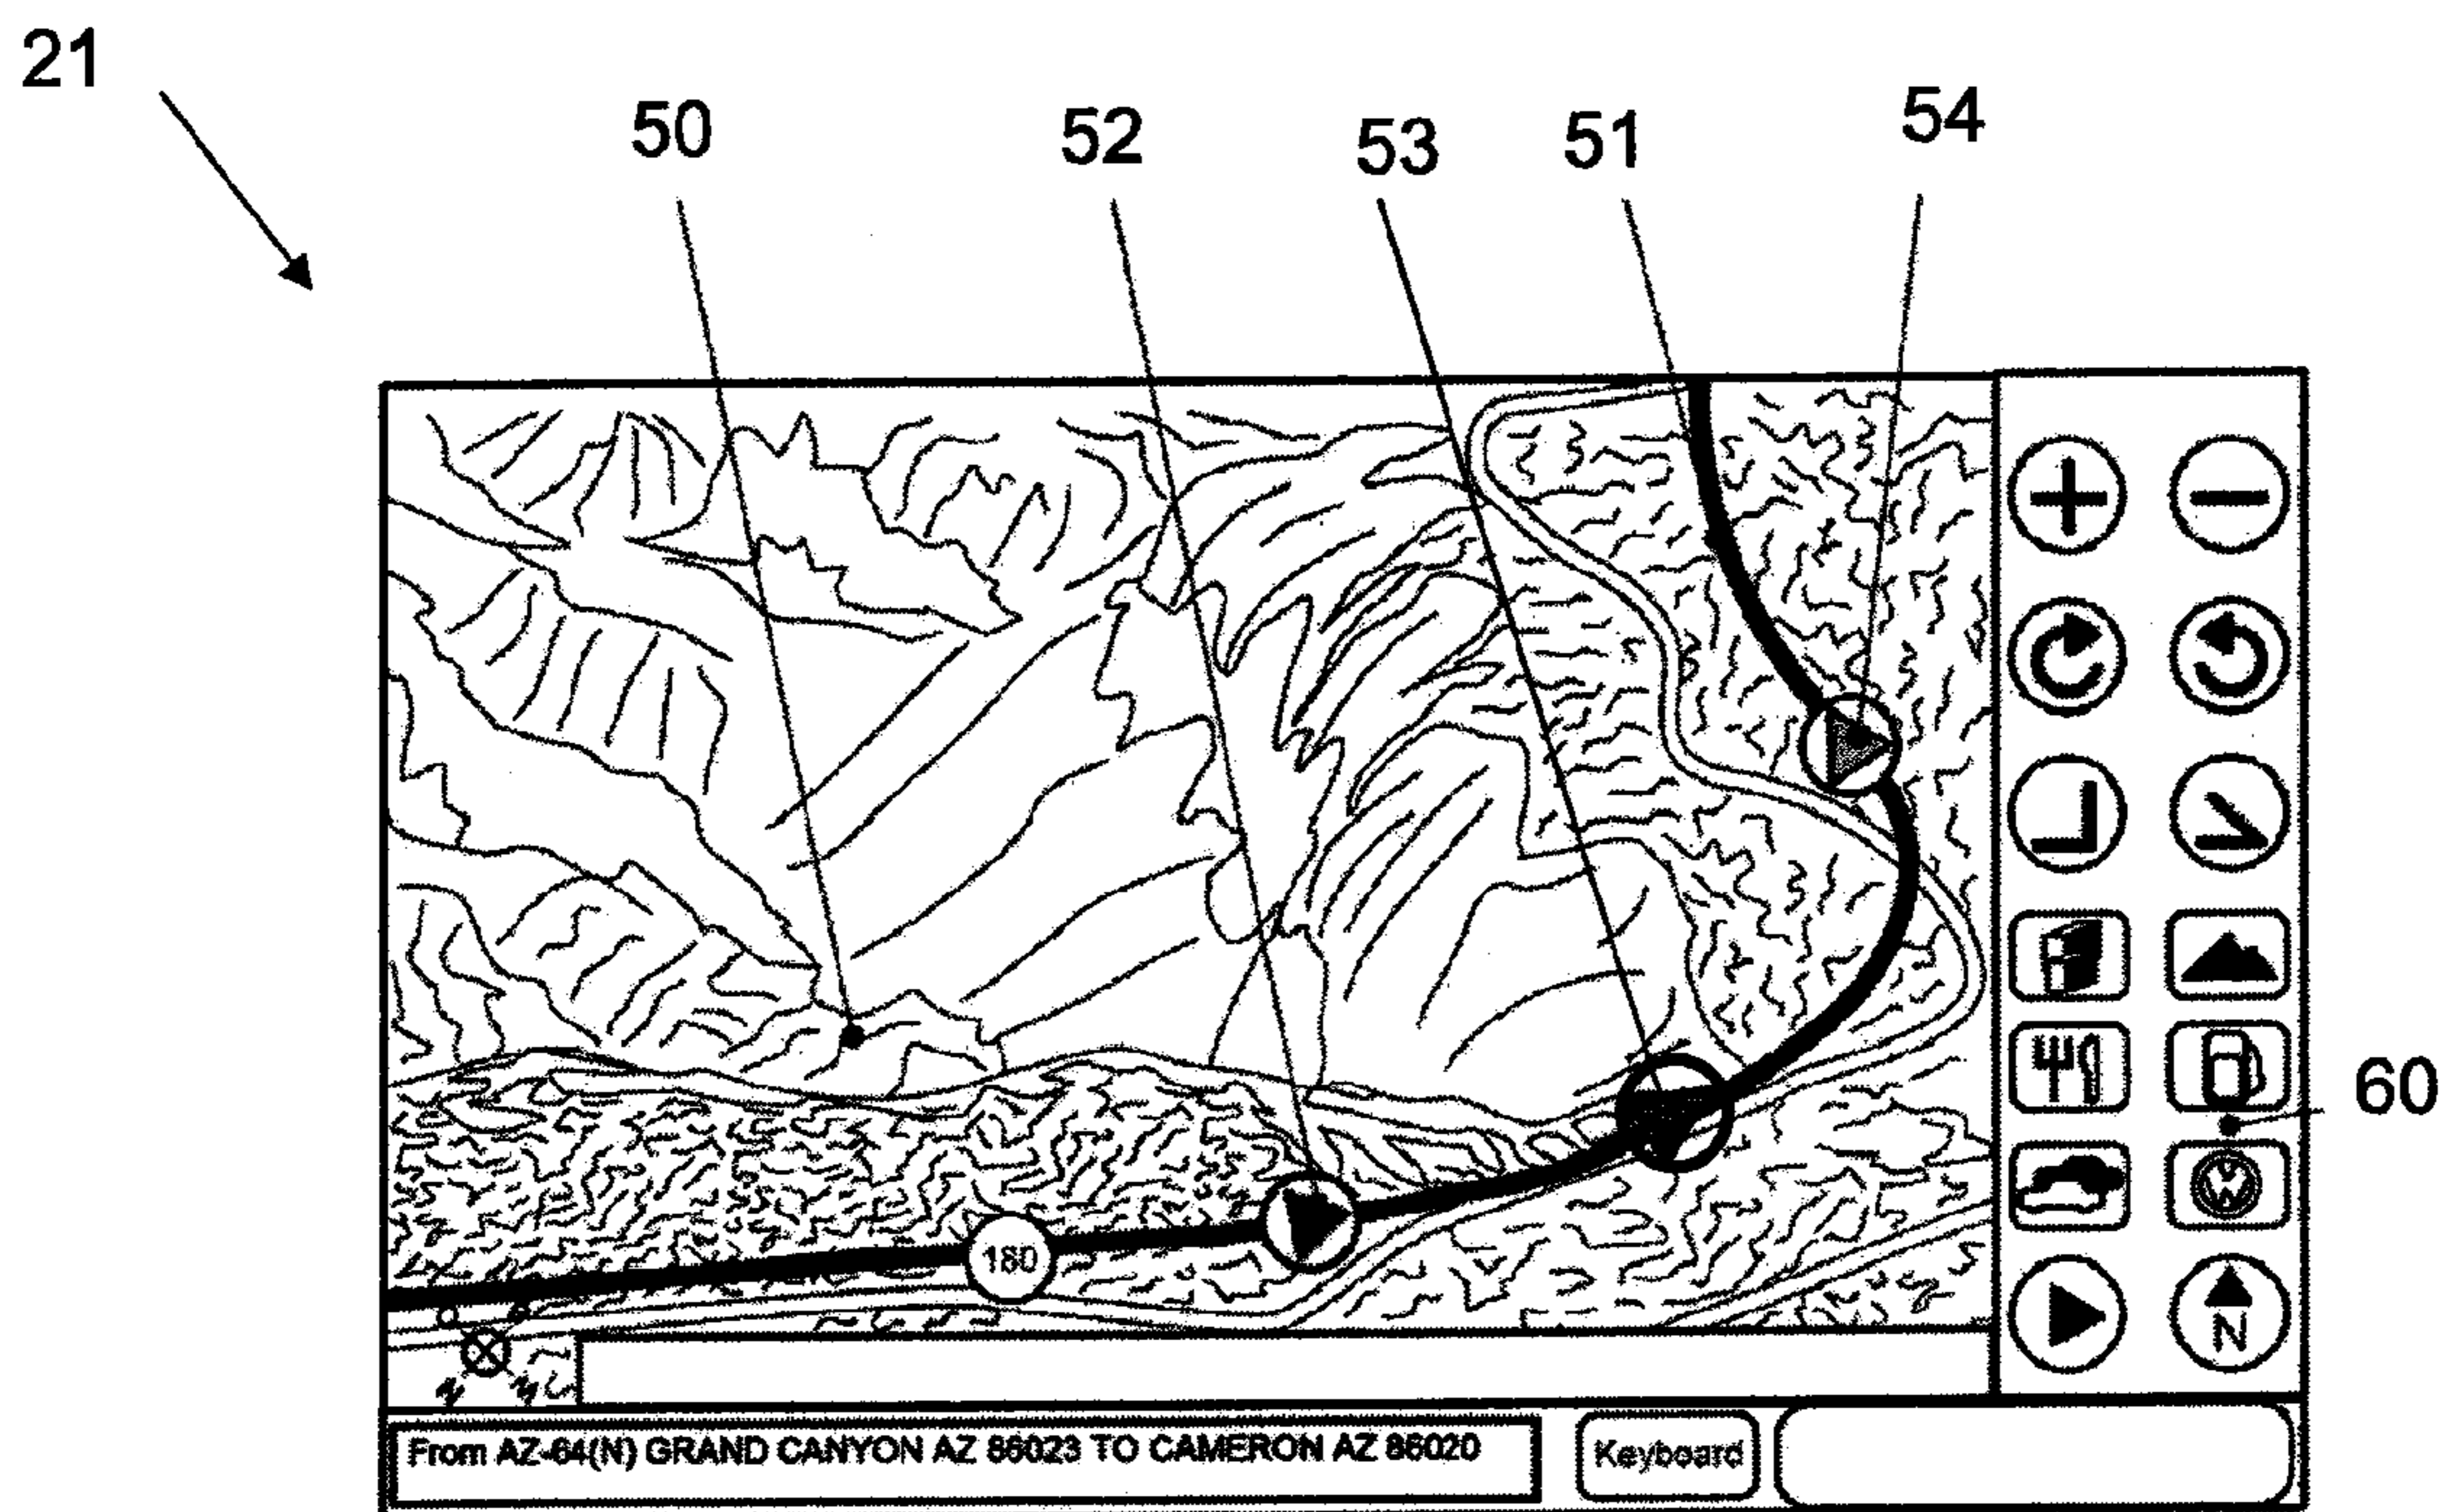 21
50 52 53 51 54
60
180
N
From AZ-64(N) GRAND CANYON AZ 86023 TO CAMERON AZ 86020
Keyboard